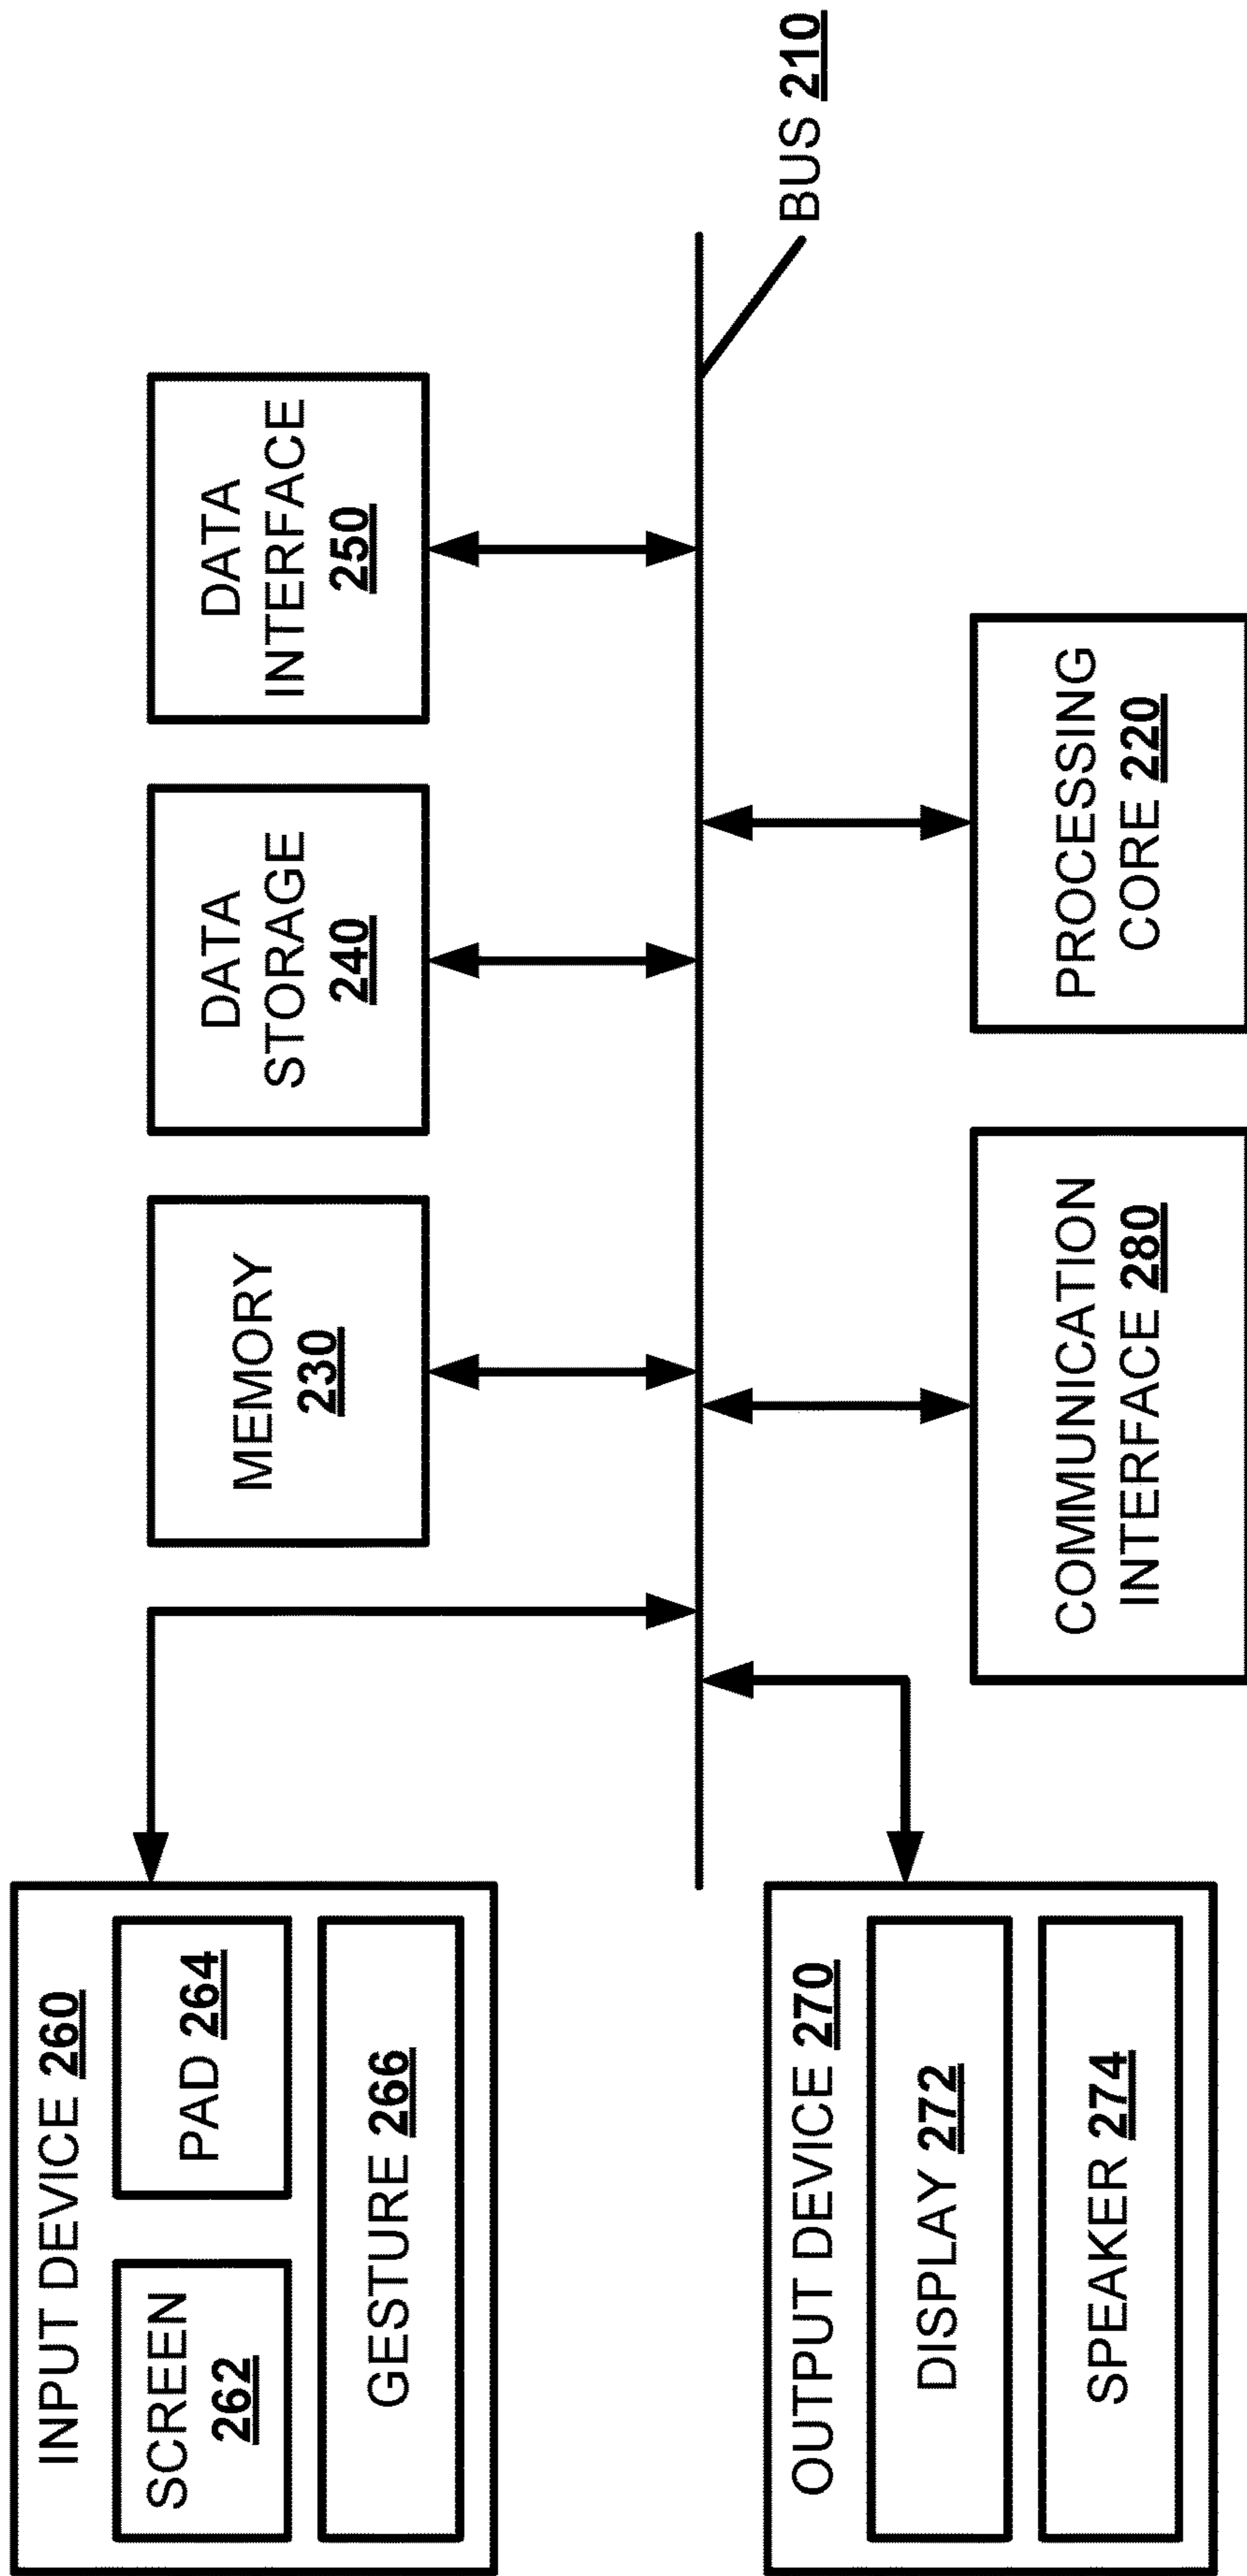 INPUT DEVICE 260
SCREEN
262
PAD 264
GESTURE 266
MEMORY
230
DATA
STORAGE
240
DATA
INTERFACE
250
BUS 210
OUTPUT DEVICE 270
DISPLAY 272
SPEAKER 274
COMMUNICATION
INTERFACE 280
PROCESSING
CORE 220